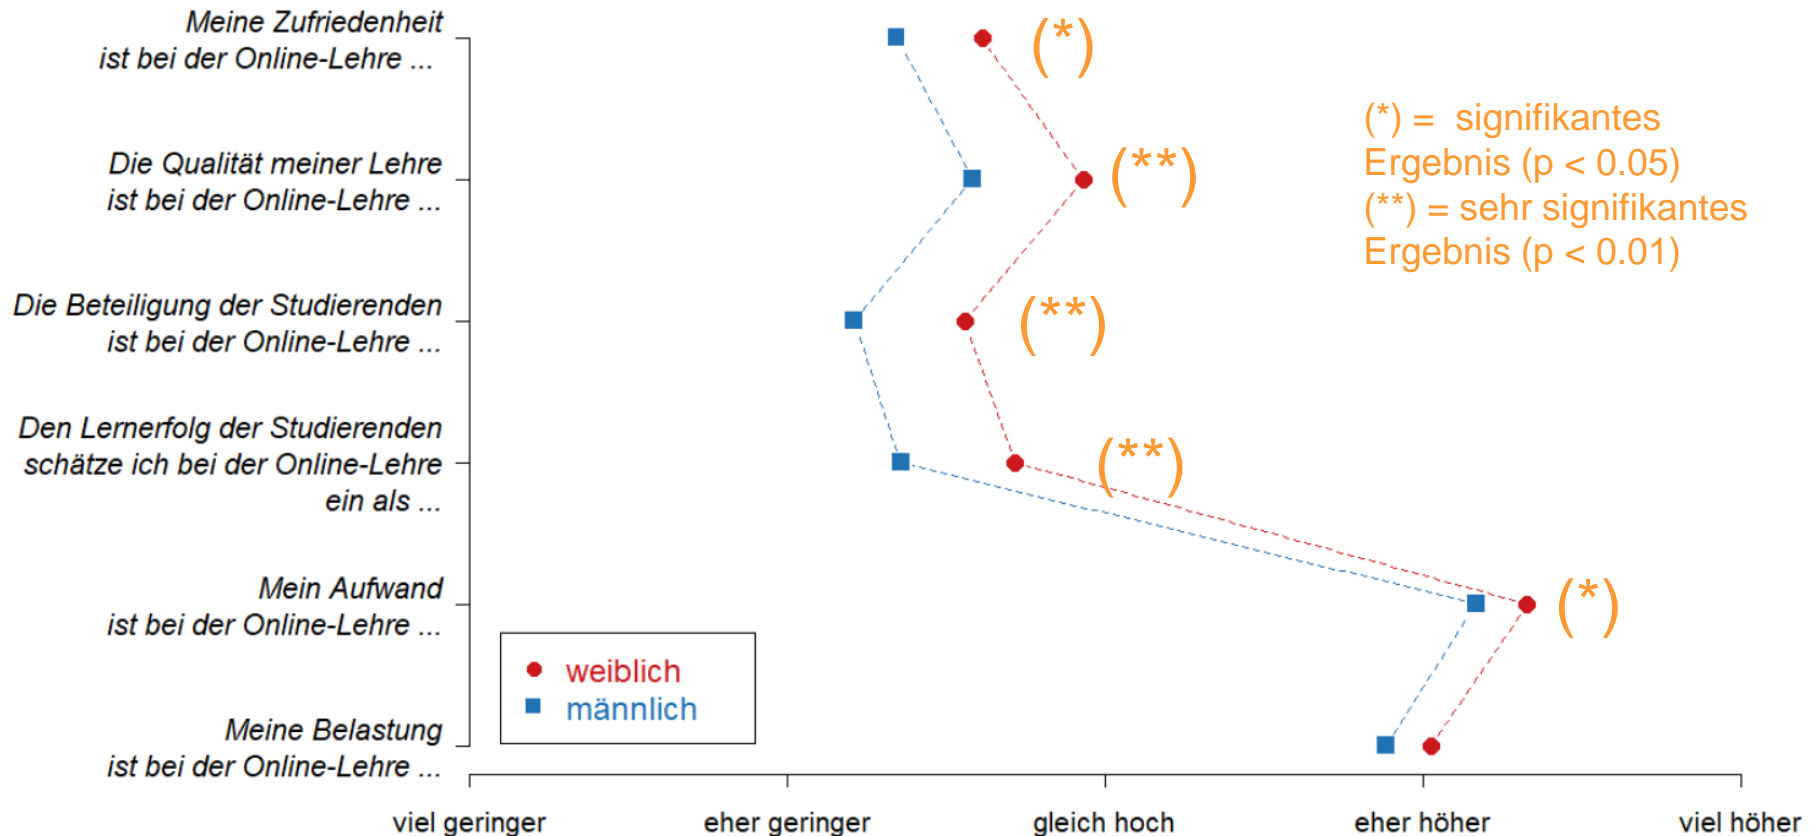 Meine Zufriedenheit
ist bei der Online-Lehre ...
(*)
(*) = signifikantes
Ergebnis (p < 0.05)
(**) = sehr signifikantes
Ergebnis (p < 0.01)
Die Qualität meiner Lehre
ist bei der Online-Lehre ...
(**)
Die Beteiligung der Studierenden
ist bei der Online-Lehre ...
(**)
Den Lernerfolg der Studierenden
schätze ich bei der Online-Lehre
ein als ...
(**)
Mein Aufwand
ist bei der Online-Lehre ...
(*)
weiblich
männlich
Meine Belastung
ist bei der Online-Lehre ...
viel geringer eher geringer gleich hoch eher höher viel höher